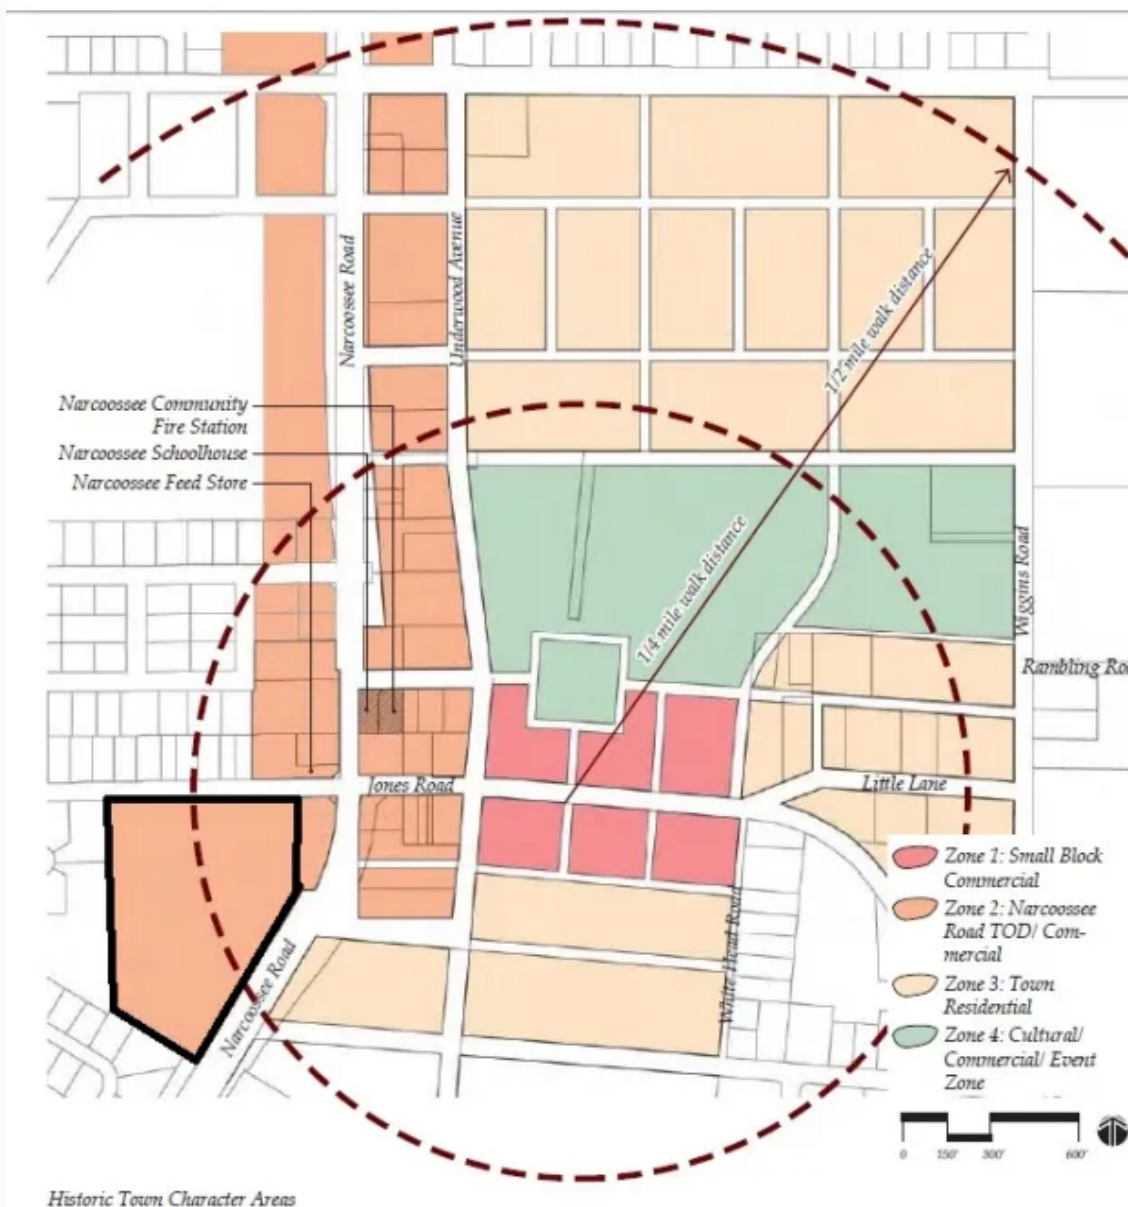 Narcoossee Road
Underwood Avenue
1/2 mile walk distance
Narcoossee Community
Fire Station
Narcoossee Schoolhouse
Narcoossee Feed Store
1/4 mile walk distance
Wiggins Road
Rambling Roa
Jones Road
Little Lane
Zone 1: Small Block
Commercial
Zone 2: Narcoossee
Road TOD/ Com-
mercial
Zone 3: Town
Residential
Zone 4: Cultural/
Commercial/ Event
Zone
White Head Road
Narcoossee Road
0 150' 300' 600'
Historic Town Character Areas